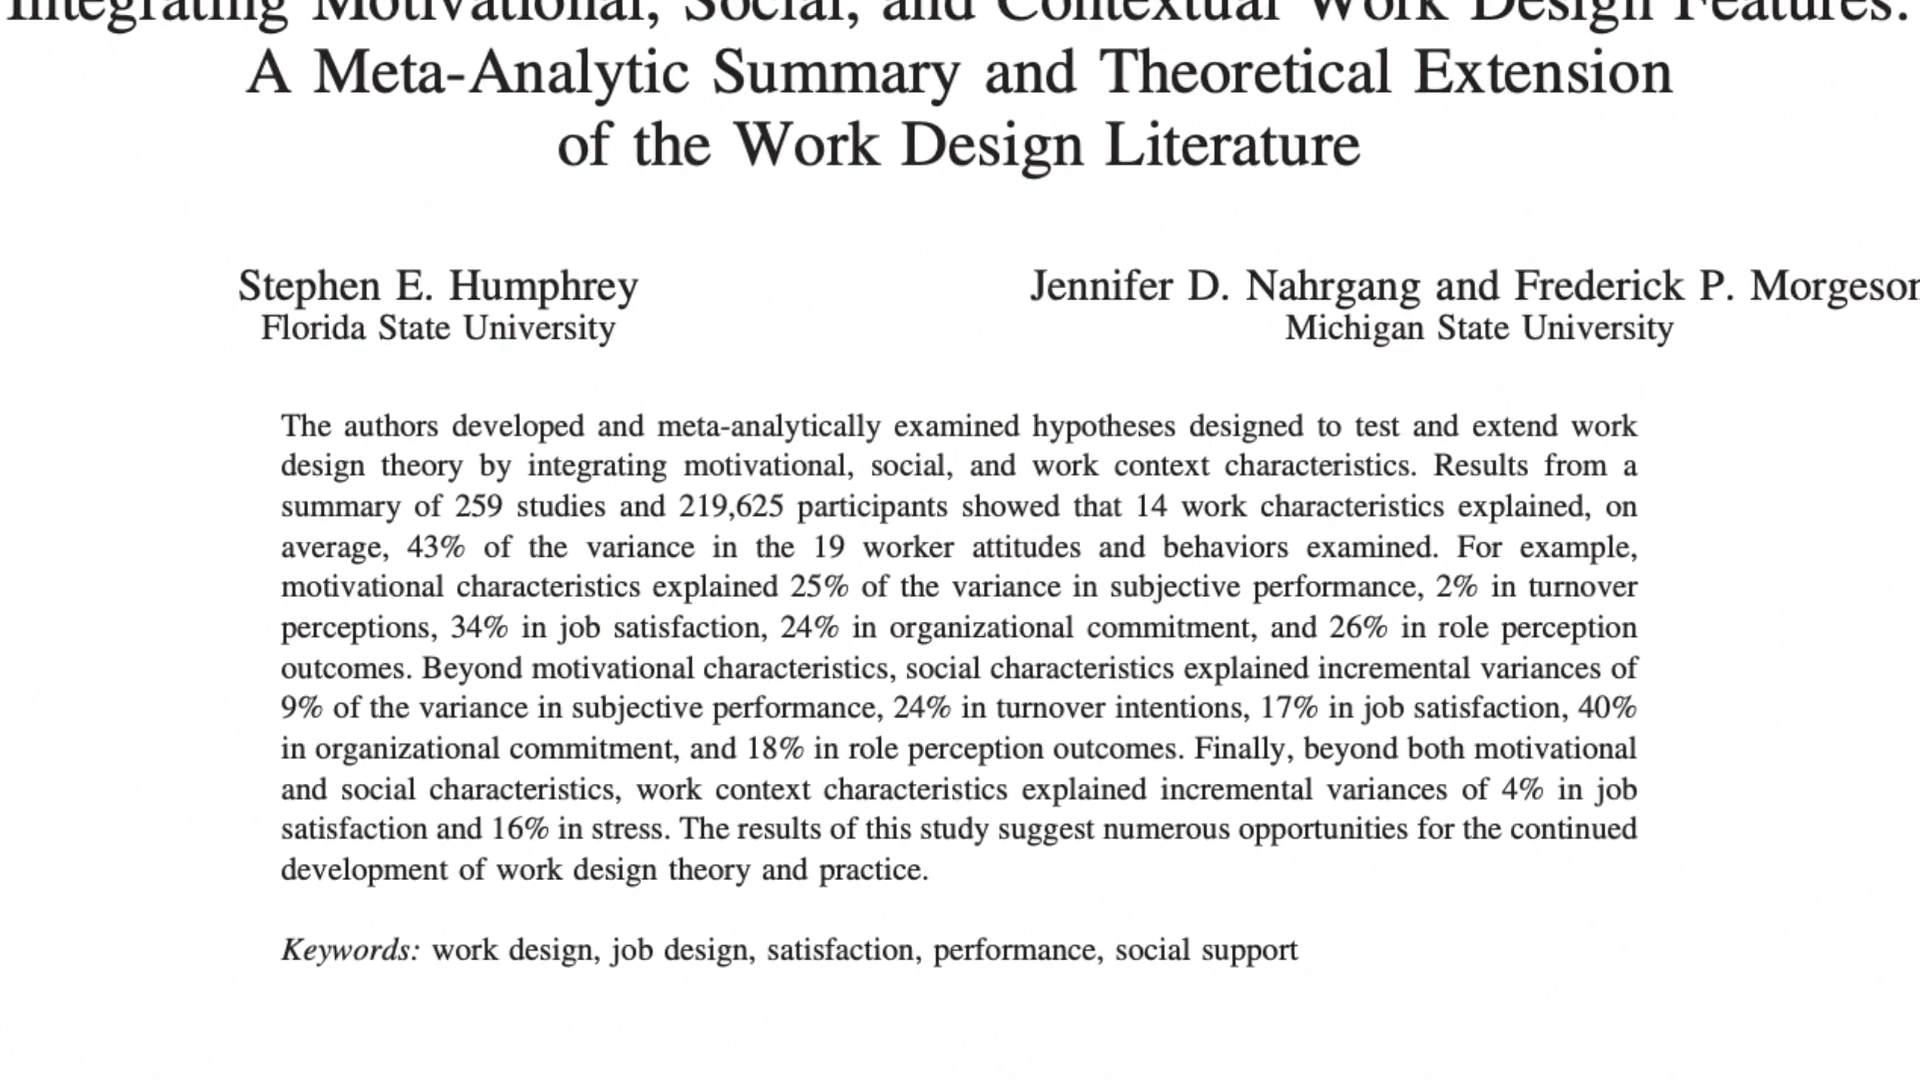 Integrating Motivational, Social, and Contextual Work Design Features:
A Meta-Analytic Summary and Theoretical Extension
of the Work Design Literature
Stephen E. Humphrey
Florida State University
Jennifer D. Nahrgang and Frederick P. Morgeson
Michigan State University
The authors developed and meta-analytically examined hypotheses designed to test and extend work
design theory by integrating motivational, social, and work context characteristics. Results from a
summary of 259 studies and 219,625 participants showed that 14 work characteristics explained, on
average, 43% of the variance in the 19 worker attitudes and behaviors examined. For example,
motivational characteristics explained 25% of the variance in subjective performance, 2% in turnover
perceptions, 34% in job satisfaction, 24% in organizational commitment, and 26% in role perception
outcomes. Beyond motivational characteristics, social characteristics explained incremental variances of
9% of the variance in subjective performance, 24% in turnover intentions, 17% in job satisfaction, 40%
in organizational commitment, and 18% in role perception outcomes. Finally, beyond both motivational
and social characteristics, work context characteristics explained incremental variances of 4% in job
satisfaction and 16% in stress. The results of this study suggest numerous opportunities for the continued
development of work design theory and practice.
Keywords: work design, job design, satisfaction, performance, social support